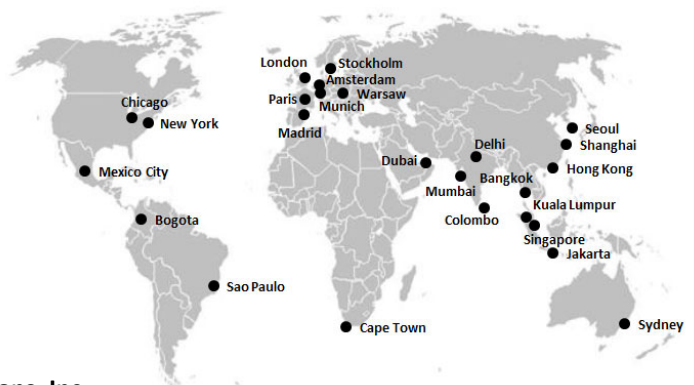 London
Stockholm
Amsterdam
Paris
Warsaw
Munich
Madrid
Chicago
New York
Mexico City
Bogota
Sao Paulo
Cape Town
Dubai
Delhi
Mumbai
Bangkok
Colombo
Seoul
Shanghai
Hong Kong
Kuala Lumpur
Singapore
Jakarta
Sydney